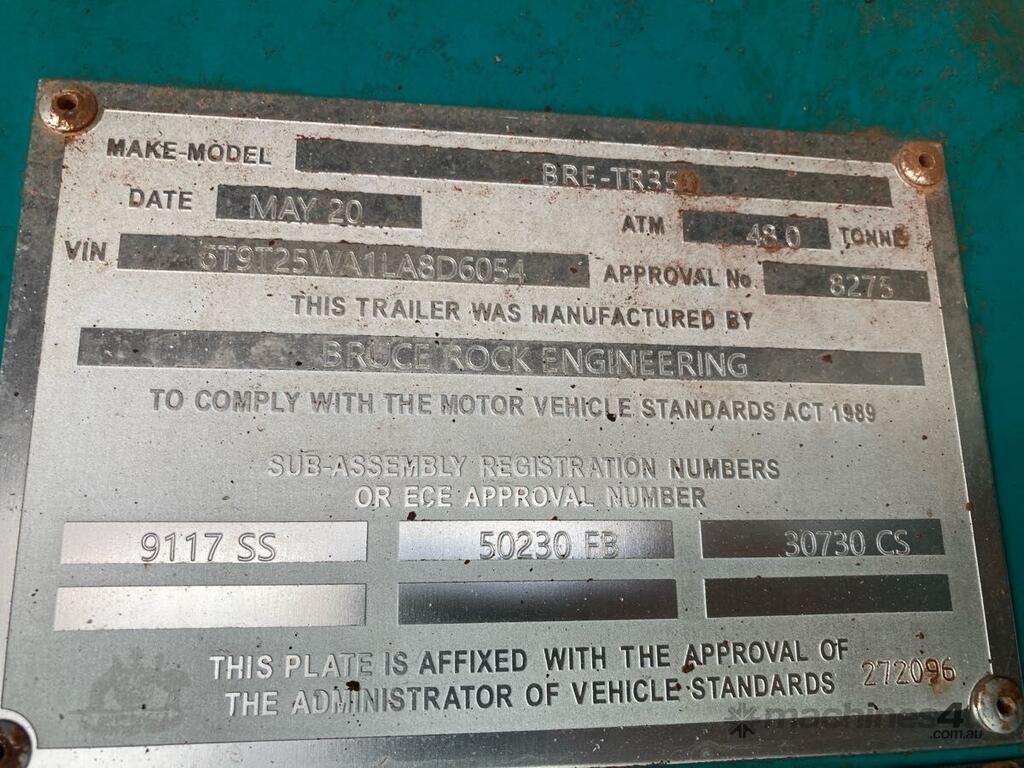 MAKE-MODEL BRE-TR35
DATE MAY 20 ATM 48.0 TONNE
VIN 6T9T25WA1LA8D6054 APPROVAL No 8275
THIS TRAILER WAS MANUFACTURED BY
BRUCE ROCK ENGINEERING
TO COMPLY WITH THE MOTOR VEHICLE STANDARDS ACT 1989
SUB-ASSEMBLY REGISTRATION NUMBERS
OR ECE APPROVAL NUMBER
9117 SS 50230 FB 30730 CS
THIS PLATE IS AFFIXED WITH THE APPROVAL OF
THE ADMINISTRATOR OF VEHICLE STANDARDS 272096
machines4u
.com.au